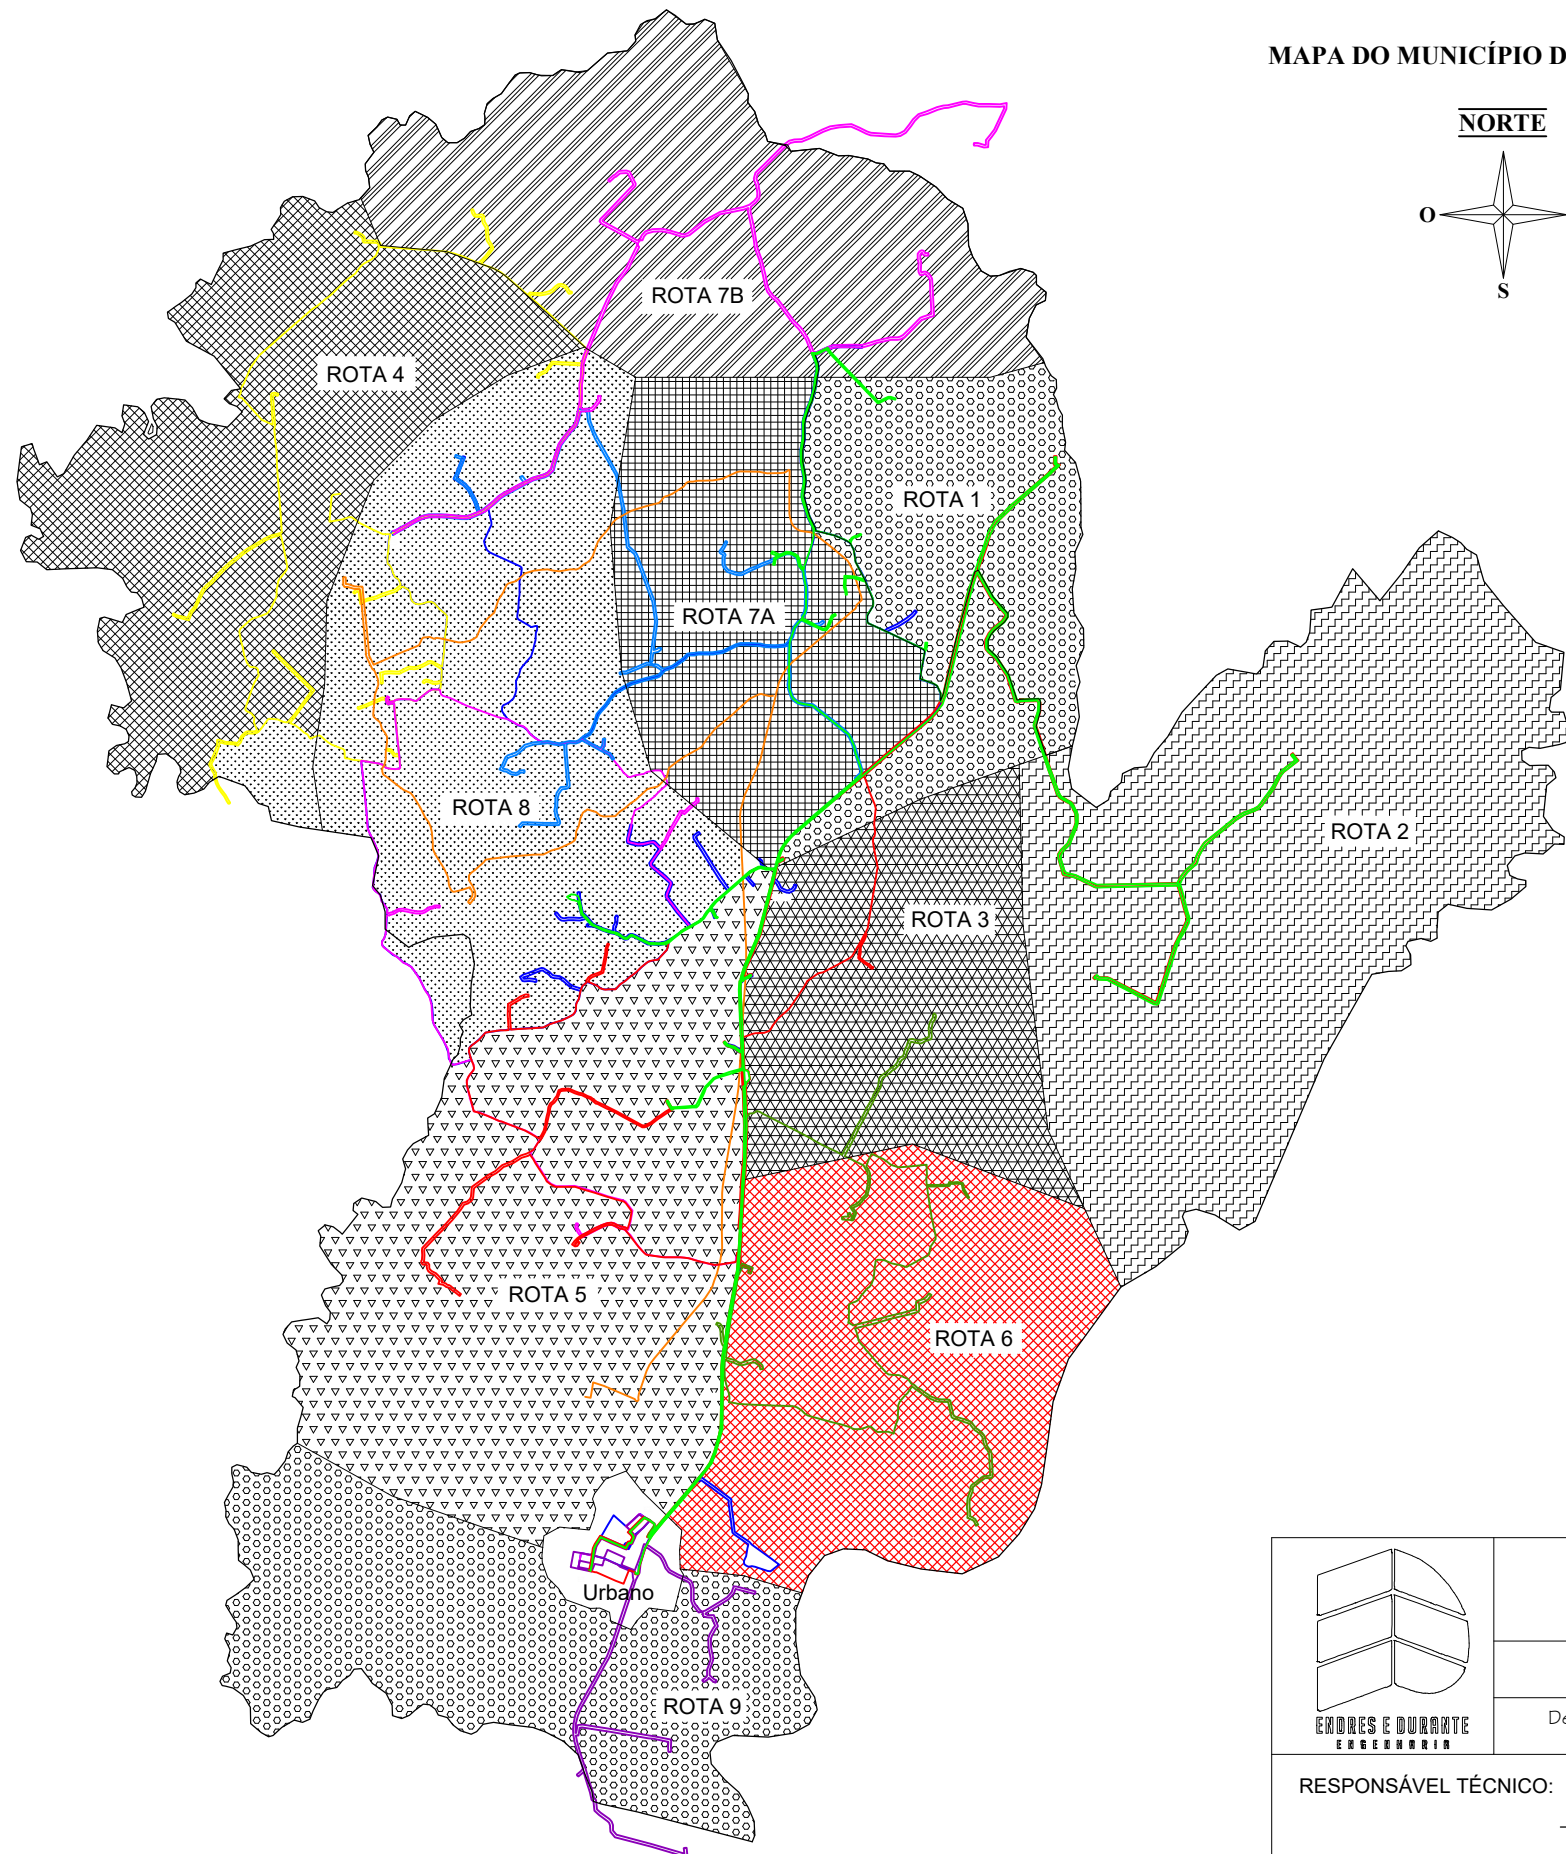 MAPA DO MUNICÍPIO D
NORTE
O
S
ROTA 7B
ROTA 4
ROTA 1
ROTA 7A
ROTA 8
ROTA 2
ROTA 3
ROTA 5
ROTA 6
Urbano
ROTA 9
ENDRES E DURANTE
ENGENHARIA
RESPONSÁVEL TÉCNICO: